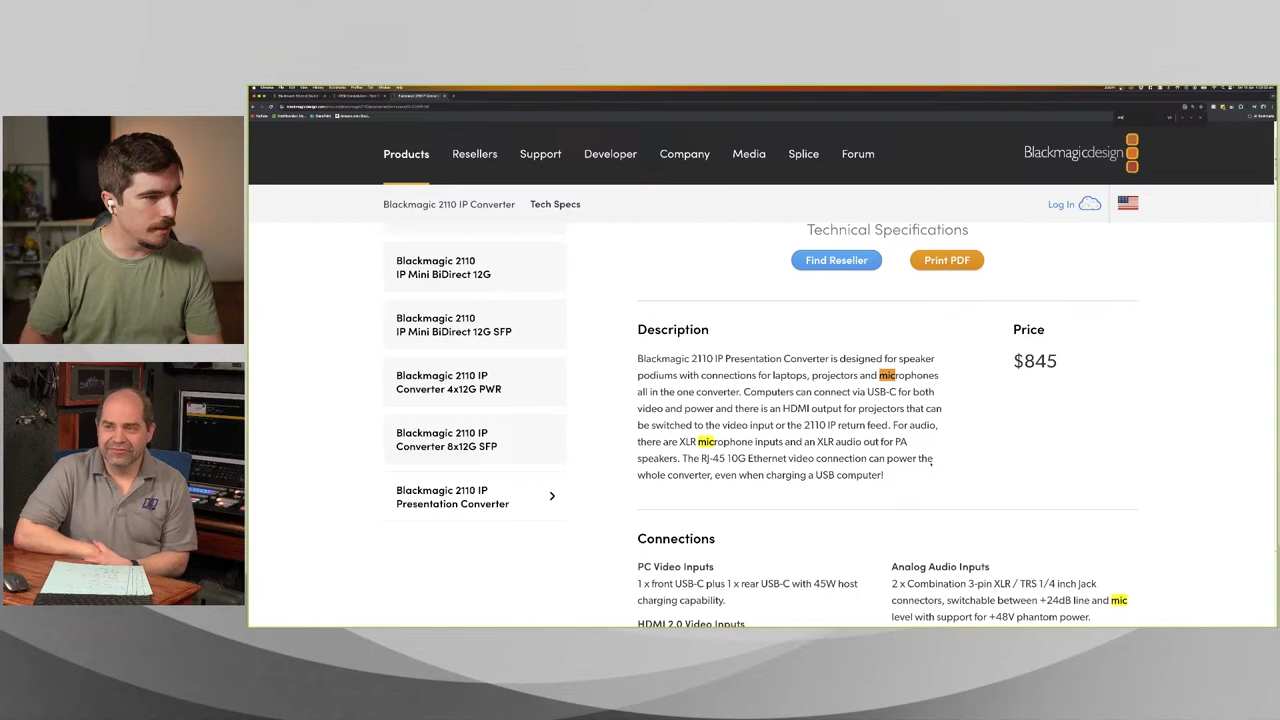 Products
Resellers
Support
Developer
Company
Media
Splice
Forum
Blackmagicdesign
Blackmagic 2110 IP Converter
Tech Specs
Log In
Technical Specifications
Find Reseller
Print PDF
Blackmagic 2110
IP Mini BiDirect 12G
Blackmagic 2110
IP Mini BiDirect 12G SFP
Blackmagic 2110 IP
Converter 4x12G PWR
Blackmagic 2110 IP
Converter 8x12G SFP
Blackmagic 2110 IP
Presentation Converter
Description
Blackmagic 2110 IP Presentation Converter is designed for speaker
podiums with connections for laptops, projectors and microphones
all in the one converter. Computers can connect via USB-C for both
video and power and there is an HDMI output for projectors that can
be switched to the video input or the 2110 IP return feed. For audio,
there are XLR microphone inputs and an XLR audio out for PA
speakers. The RJ-45 10G Ethernet video connection can power the
whole converter, even when charging a USB computer!
Price
$845
Connections
PC Video Inputs
1 x front USB-C plus 1 x rear USB-C with 45W host
charging capability.
HDMI 2.0 Video Inputs
Analog Audio Inputs
2 x Combination 3-pin XLR / TRS 1/4 inch jack
connectors, switchable between +24dB line and mic
level with support for +48V phantom power.